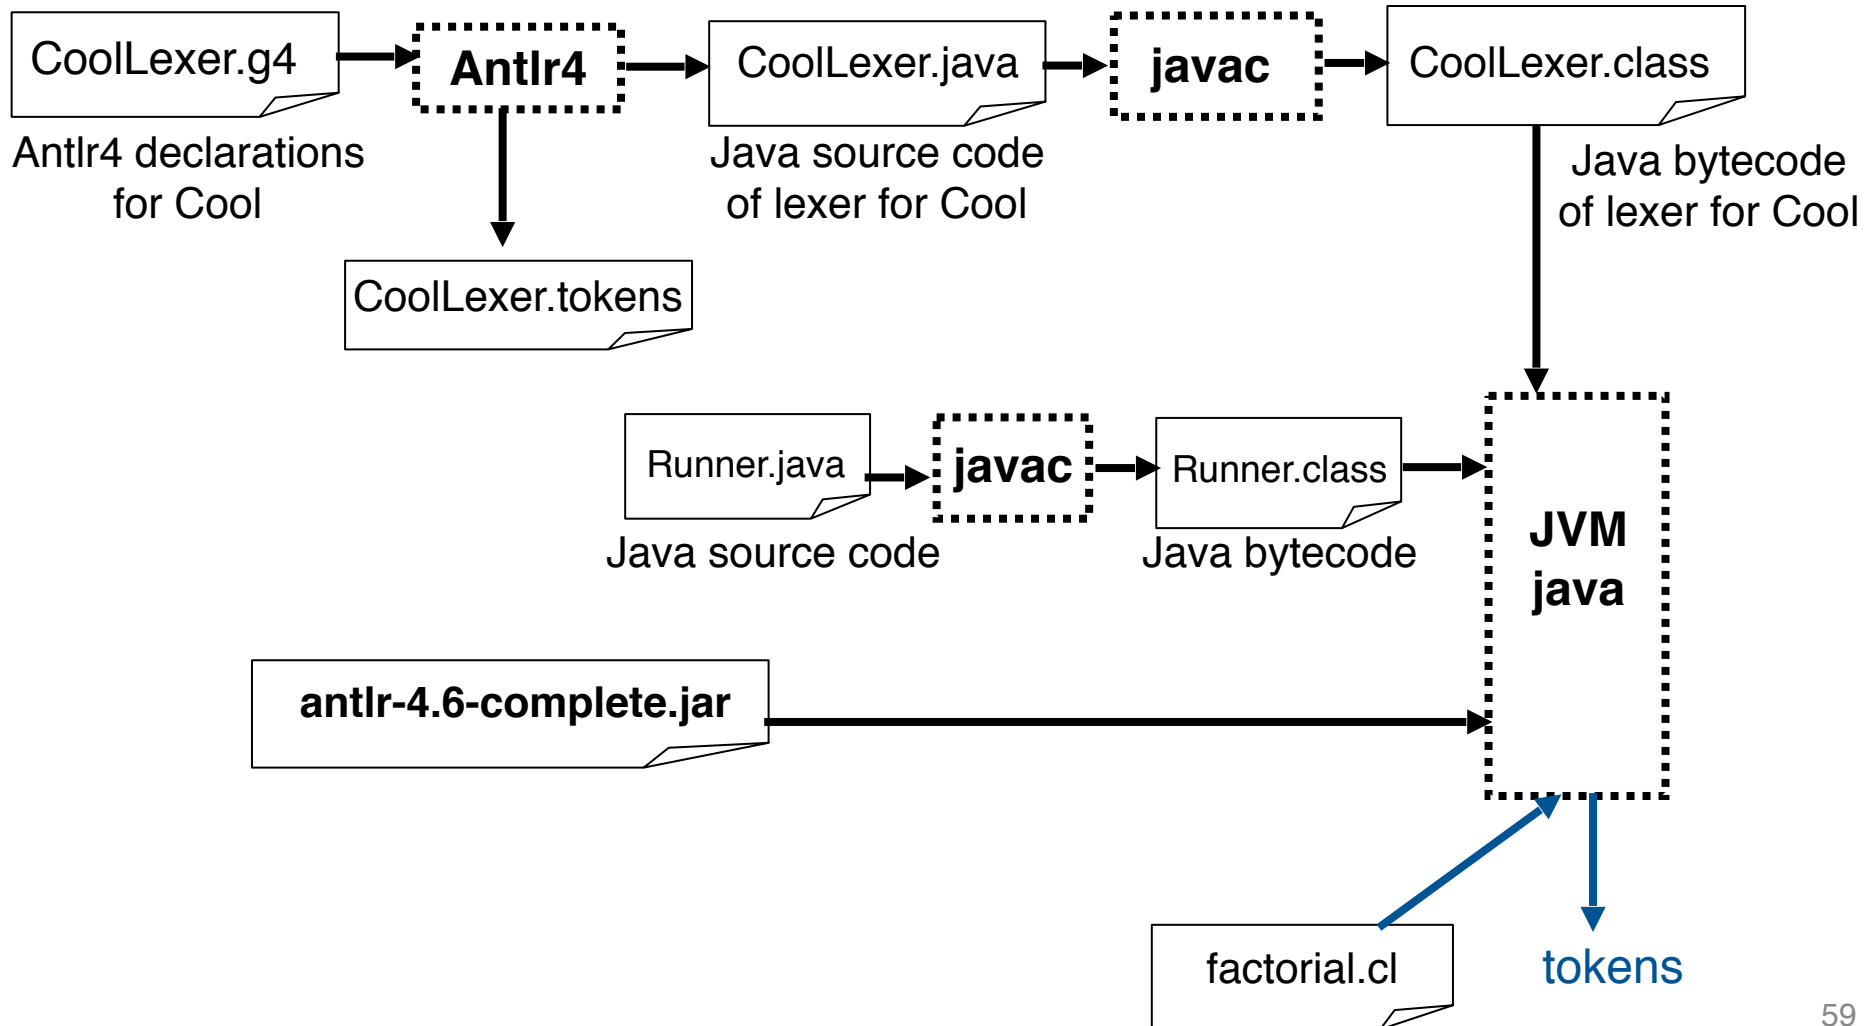 CoolLexer.g4
Antlr4
CoolLexer.java
javac
CoolLexer.class
Antlr4 declarations
for Cool
Java source code
of lexer for Cool
Java bytecode
of lexer for Cool
CoolLexer.tokens
Runner.java
javac
Runner.class
Java source code
Java bytecode
JVM
java
antlr-4.6-complete.jar
factorial.cl
tokens
59